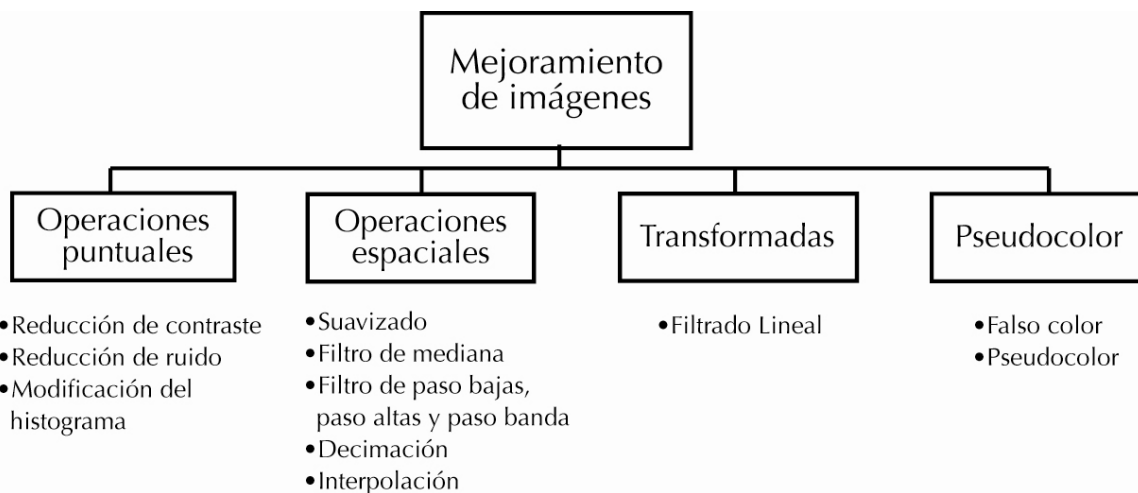 Mejoramiento
de imágenes
Operaciones
puntuales
Operaciones
espaciales
Transformadas
Pseudocolor
•Reducción de contraste
•Reducción de ruido
•Modificación del
histograma
•Suavizado
•Filtro de mediana
•Filtro de paso bajas,
paso altas y paso banda
•Decimación
•Interpolación
•Filtrado Lineal
•Falso color
•Pseudocolor